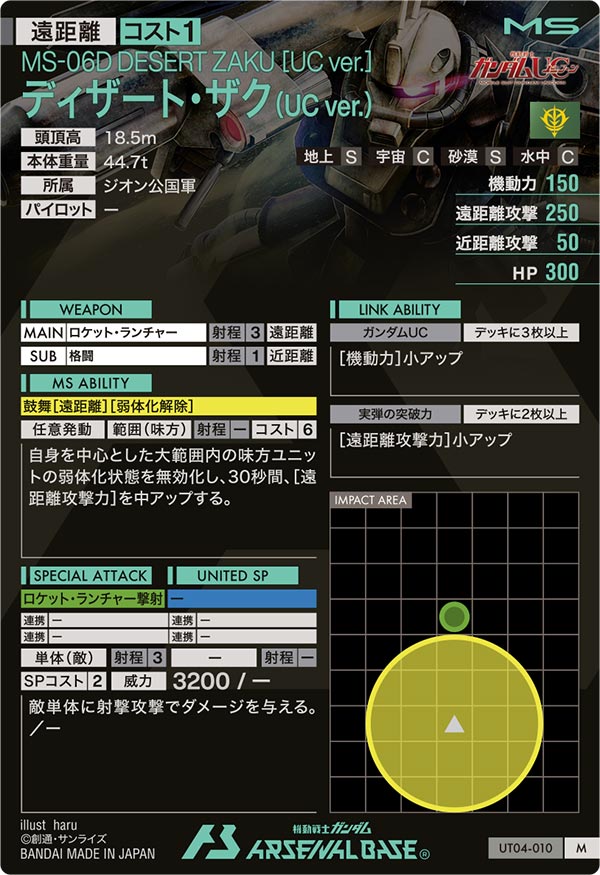 遠距離 コスト1 MS
MS-06D DESERT ZAKU [UC ver.]
ディザート・ザク(UC ver.)
機動戦士ガンダムUC
頭頂高 18.5m
本体重量 44.7t
所属 ジオン公国軍
パイロット ー
地上 S 宇宙 C 砂漠 S 水中 C
機動力 150
遠距離攻撃 250
近距離攻撃 50
HP 300
WEAPON
MAIN ロケット・ランチャー 射程 3 遠距離
SUB 格闘 射程 1 近距離
MS ABILITY
鼓舞[遠距離][弱体化解除]
任意発動 範囲(味方) 射程 ー コスト 6
自身を中心とした大範囲内の味方ユニッ
トの弱体化状態を無効化し、30秒間、[遠
距離攻撃力]を中アップする。
LINK ABILITY
ガンダムUC デッキに3枚以上
[機動力]小アップ
実弾の突破力 デッキに2枚以上
[遠距離攻撃力]小アップ
IMPACT AREA
SPECIAL ATTACK UNITED SP
ロケット・ランチャー撃射 ー
連携 ー 連携 ー
連携 ー 連携 ー
単体(敵) 射程 3 ー 射程 ー
SPコスト 2 威力 3200 / ー
敵単体に射撃攻撃でダメージを与える。
/ー
illust haru
©創通・サンライズ
BANDAI MADE IN JAPAN
機動戦士ガンダム
AB ARSENAL BASE®
UT04-010 M